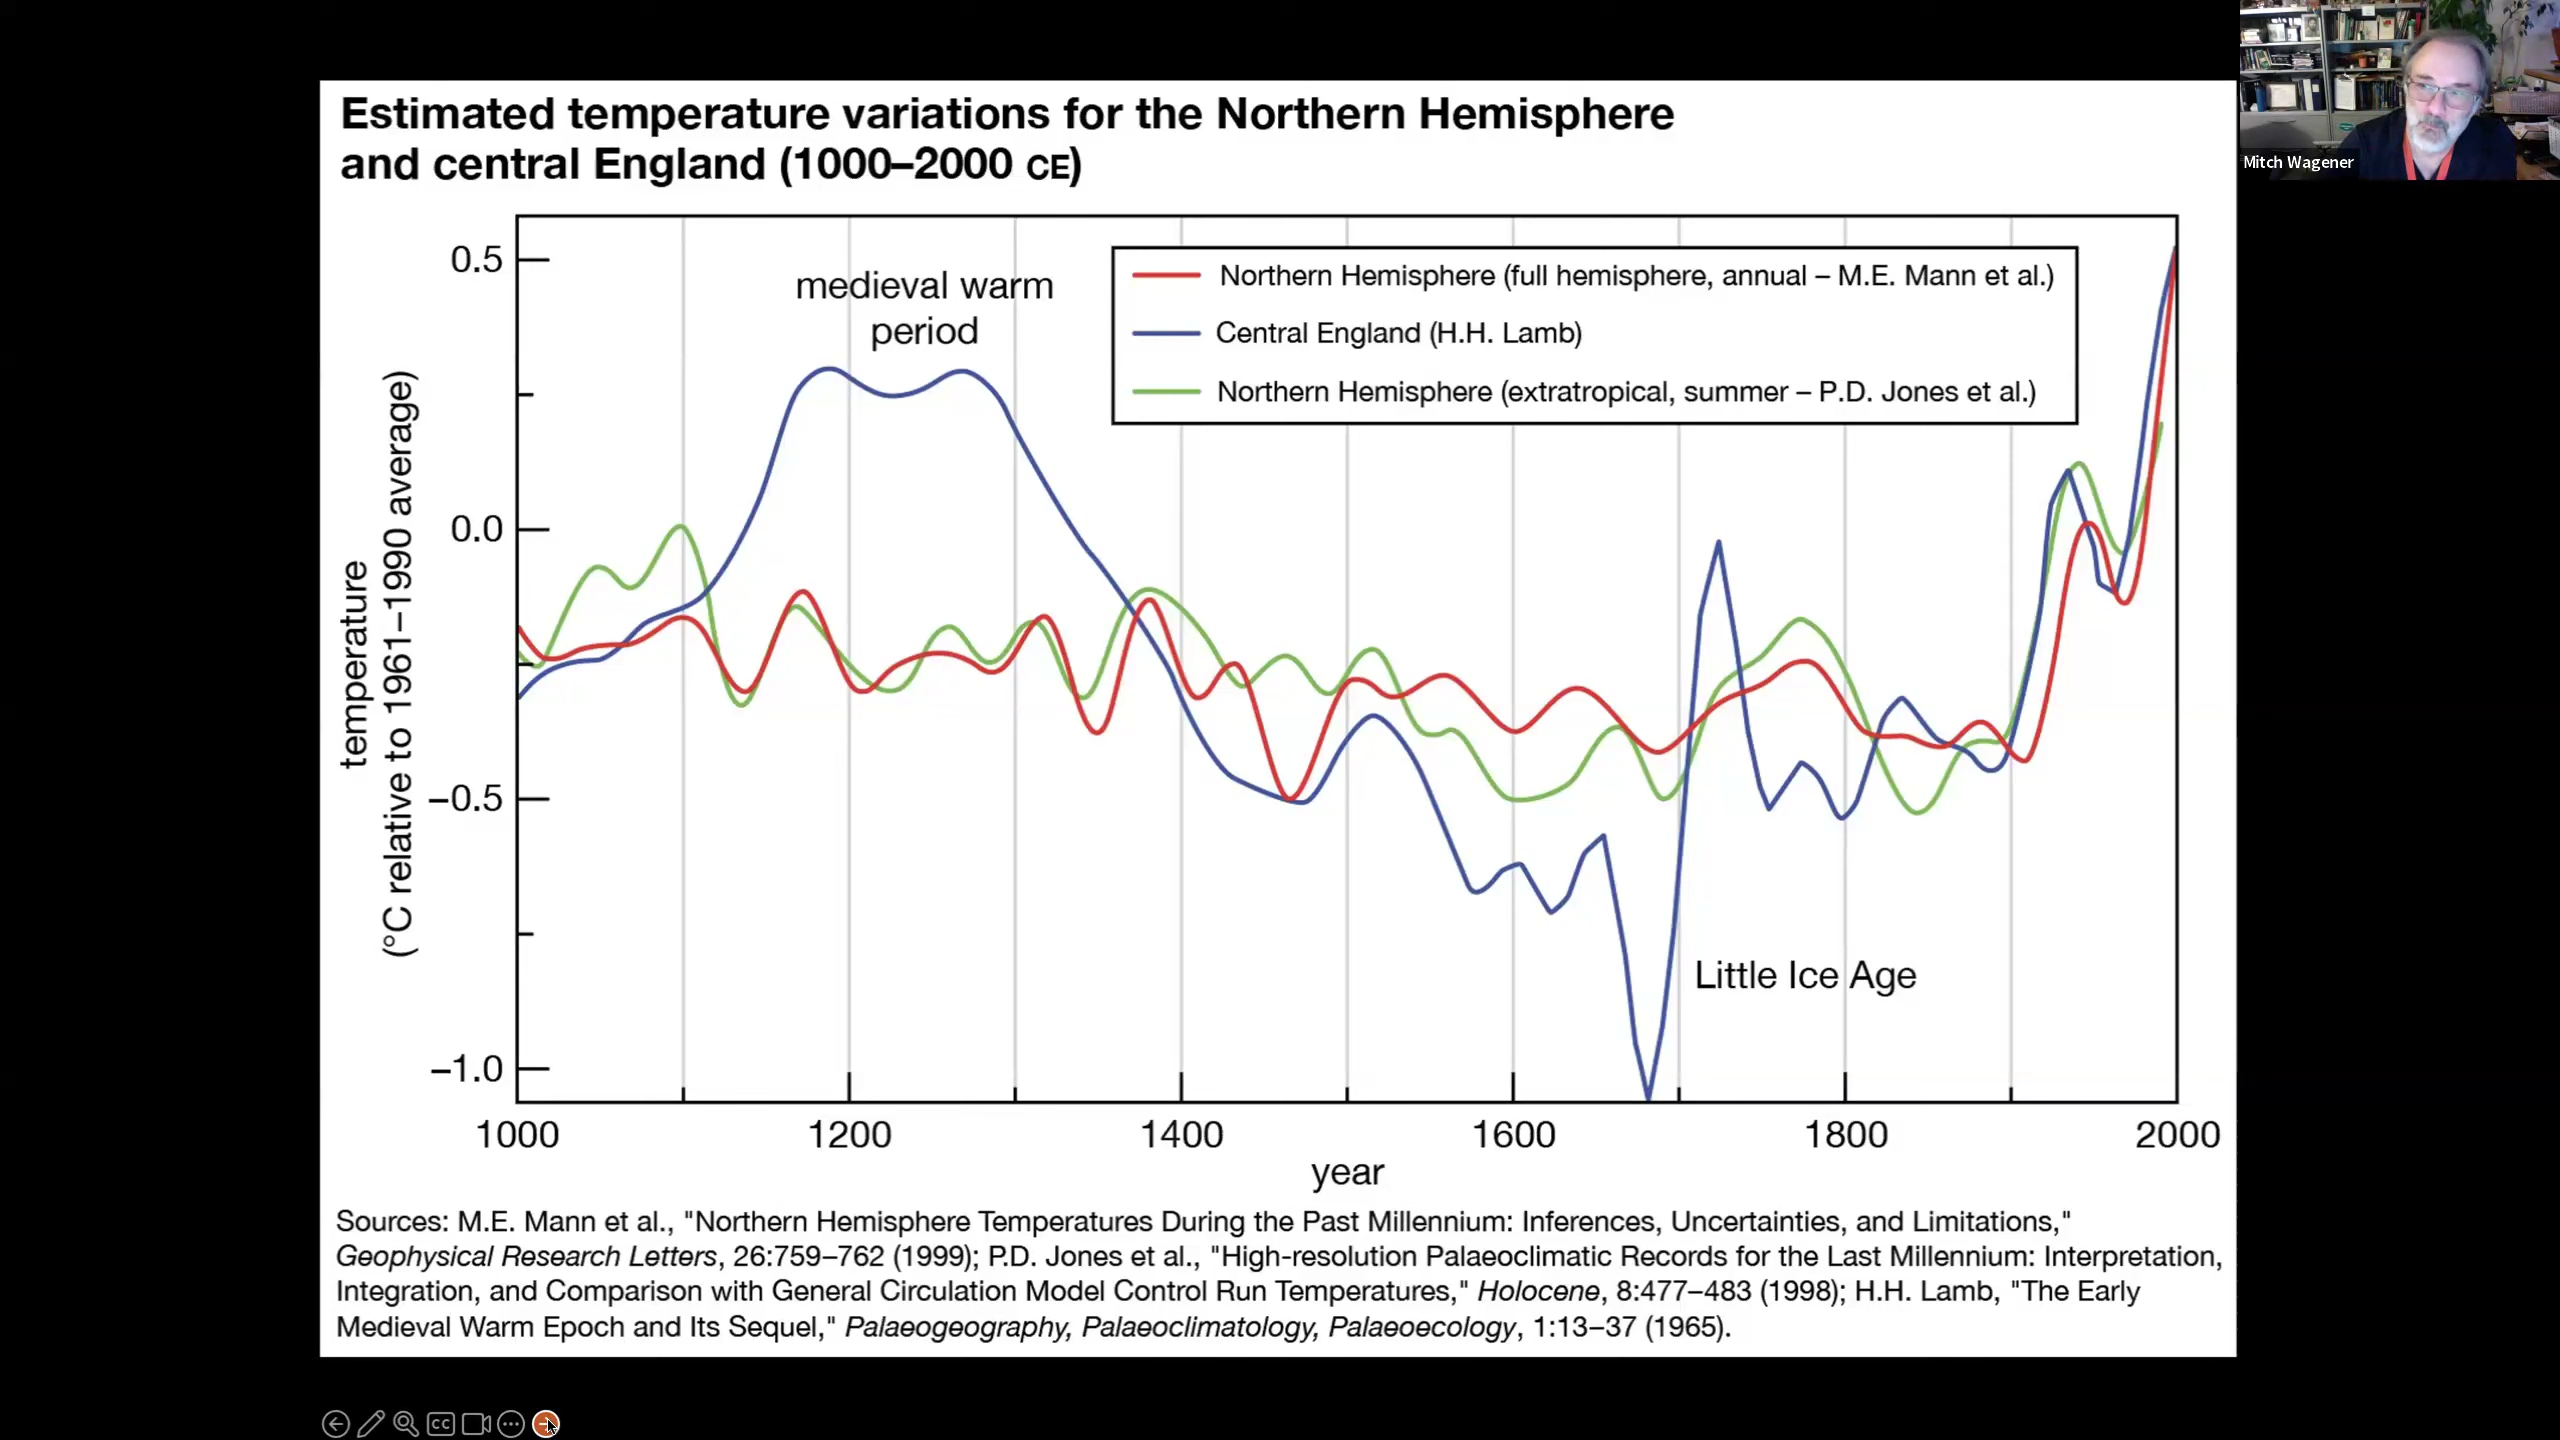 Estimated temperature variations for the Northern Hemisphere
and central England (1000–2000 CE)
Mitch Wagener
medieval warm
period
Northern Hemisphere (full hemisphere, annual – M.E. Mann et al.)
Central England (H.H. Lamb)
Northern Hemisphere (extratropical, summer – P.D. Jones et al.)
temperature
(°C relative to 1961–1990 average)
0.5
0.0
−0.5
−1.0
Little Ice Age
1000 1200 1400 1600 1800 2000
year
Sources: M.E. Mann et al., "Northern Hemisphere Temperatures During the Past Millennium: Inferences, Uncertainties, and Limitations,"
Geophysical Research Letters, 26:759–762 (1999); P.D. Jones et al., "High-resolution Palaeoclimatic Records for the Last Millennium: Interpretation,
Integration, and Comparison with General Circulation Model Control Run Temperatures," Holocene, 8:477–483 (1998); H.H. Lamb, "The Early
Medieval Warm Epoch and Its Sequel," Palaeogeography, Palaeoclimatology, Palaeoecology, 1:13–37 (1965).
CC